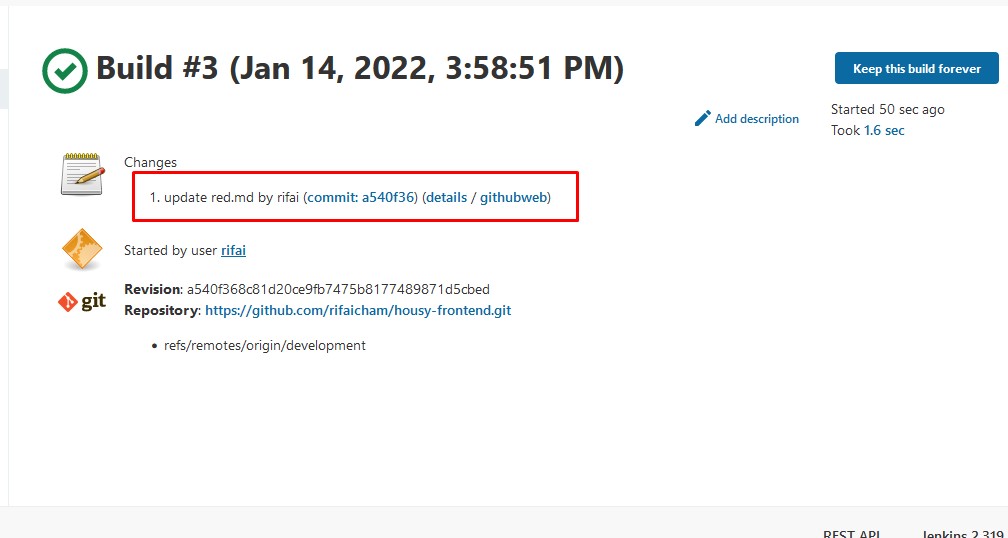 Build #3 (Jan 14, 2022, 3:58:51 PM)
Keep this build forever
Add description
Started 50 sec ago
Took 1.6 sec
Changes
1. update red.md by rifai (commit: a540f36) (details / githubweb)
Started by user rifai
git
Revision: a540f368c81d20ce9fb7475b8177489871d5cbed
Repository: https://github.com/rifaicham/housy-frontend.git
• refs/remotes/origin/development
REST API
Jenkins 2.319